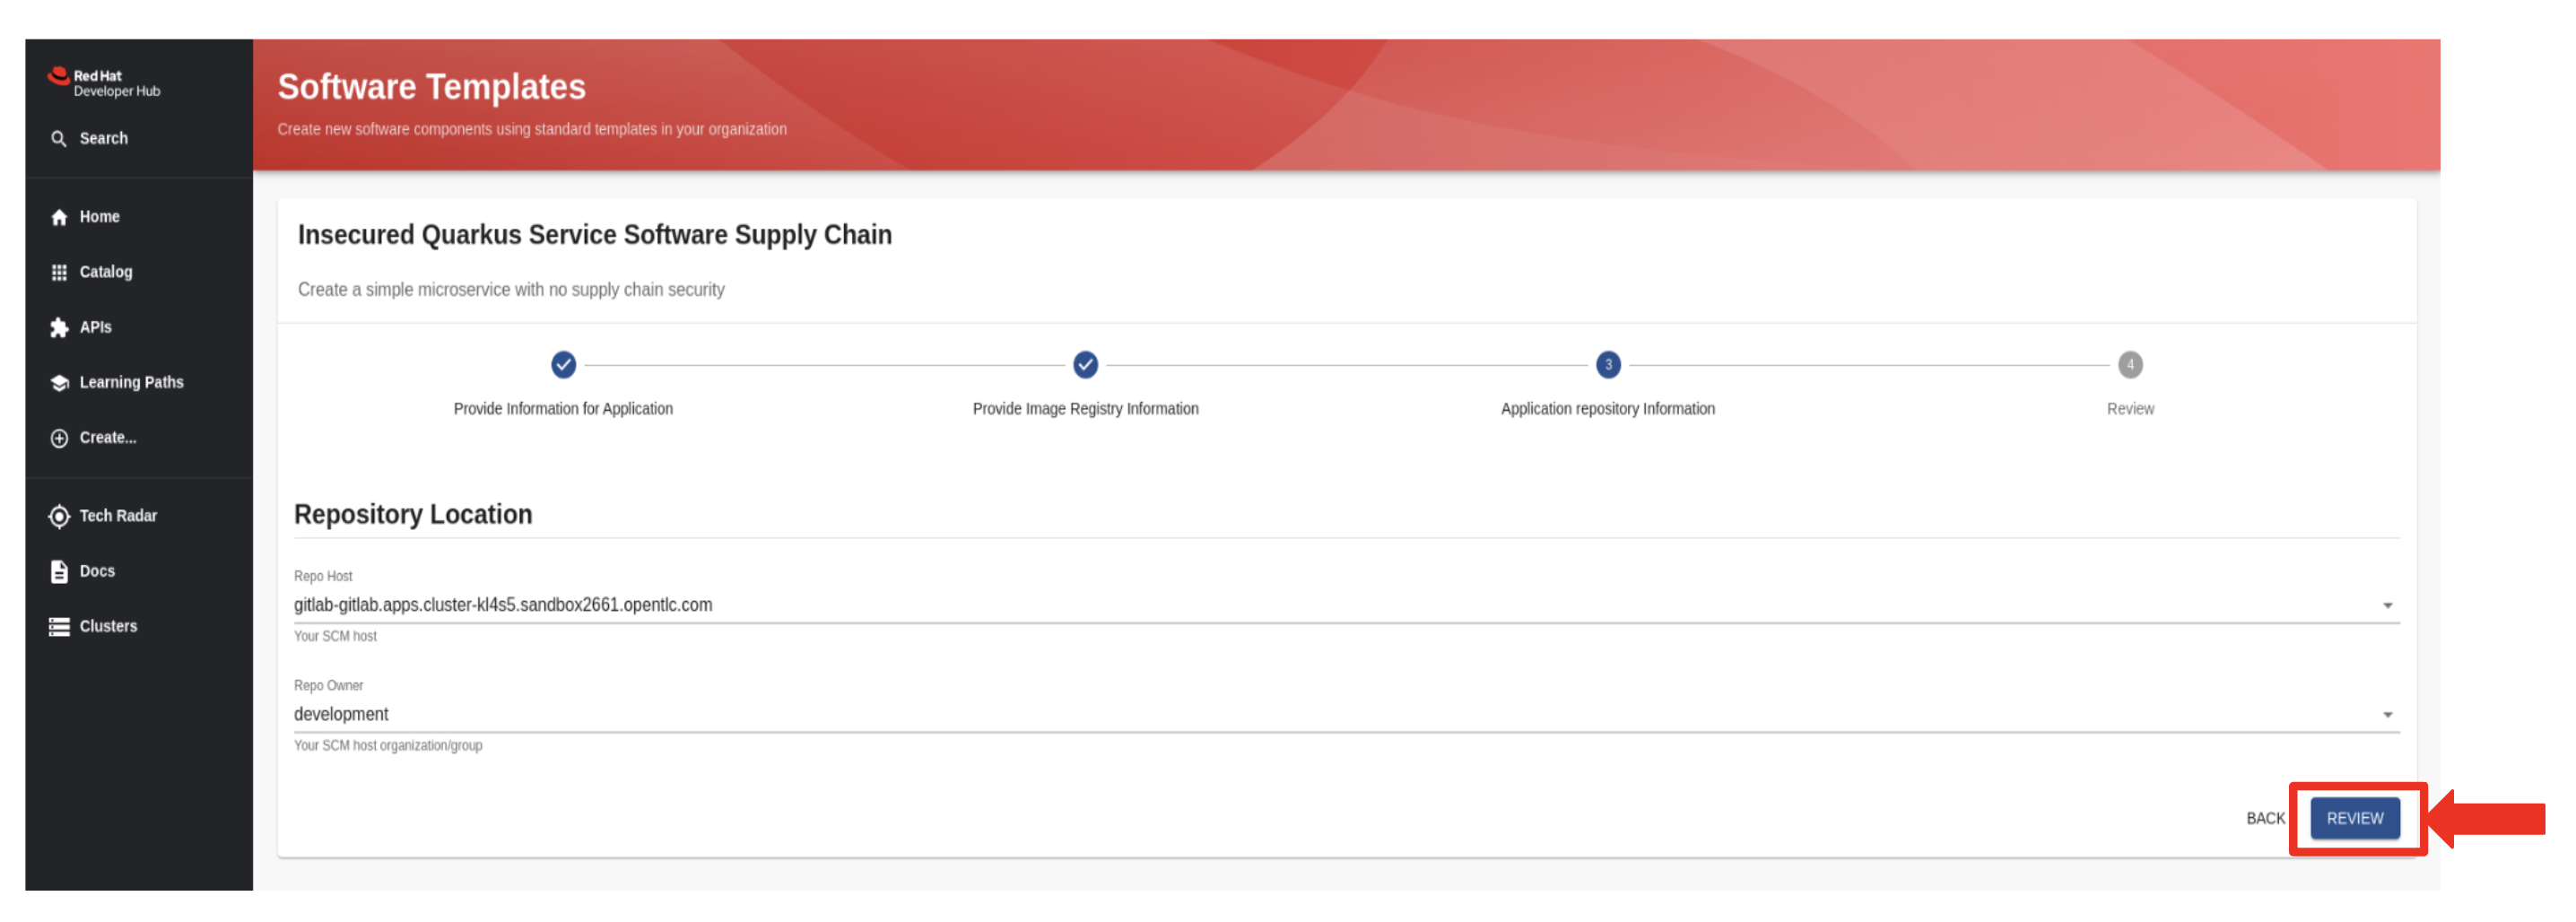 Red Hat
Developer Hub
Search
Home
Catalog
APIs
Learning Paths
Create...
Tech Radar
Docs
Clusters
Software Templates
Create new software components using standard templates in your organization
Insecured Quarkus Service Software Supply Chain
Create a simple microservice with no supply chain security
3
4
Provide Information for Application
Provide Image Registry Information
Application repository Information
Review
Repository Location
Repo Host
gitlab-gitlab.apps.cluster-kl4s5.sandbox2661.opentlc.com
Your SCM host
Repo Owner
development
Your SCM host organization/group
BACK
REVIEW